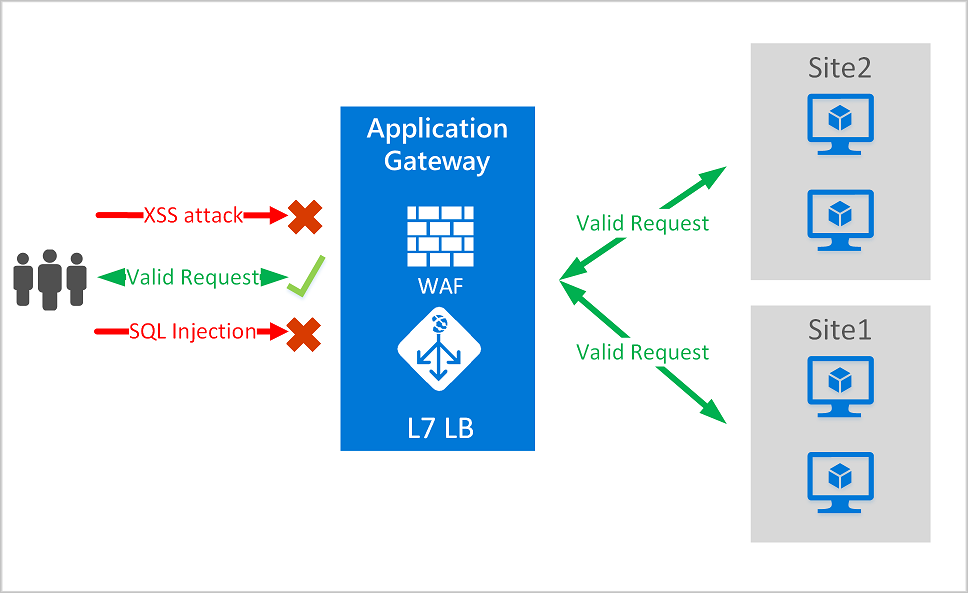 Application
Gateway
XSS attack
Valid Request
SQL Injection
WAF
L7 LB
Valid Request
Valid Request
Site2
Site1